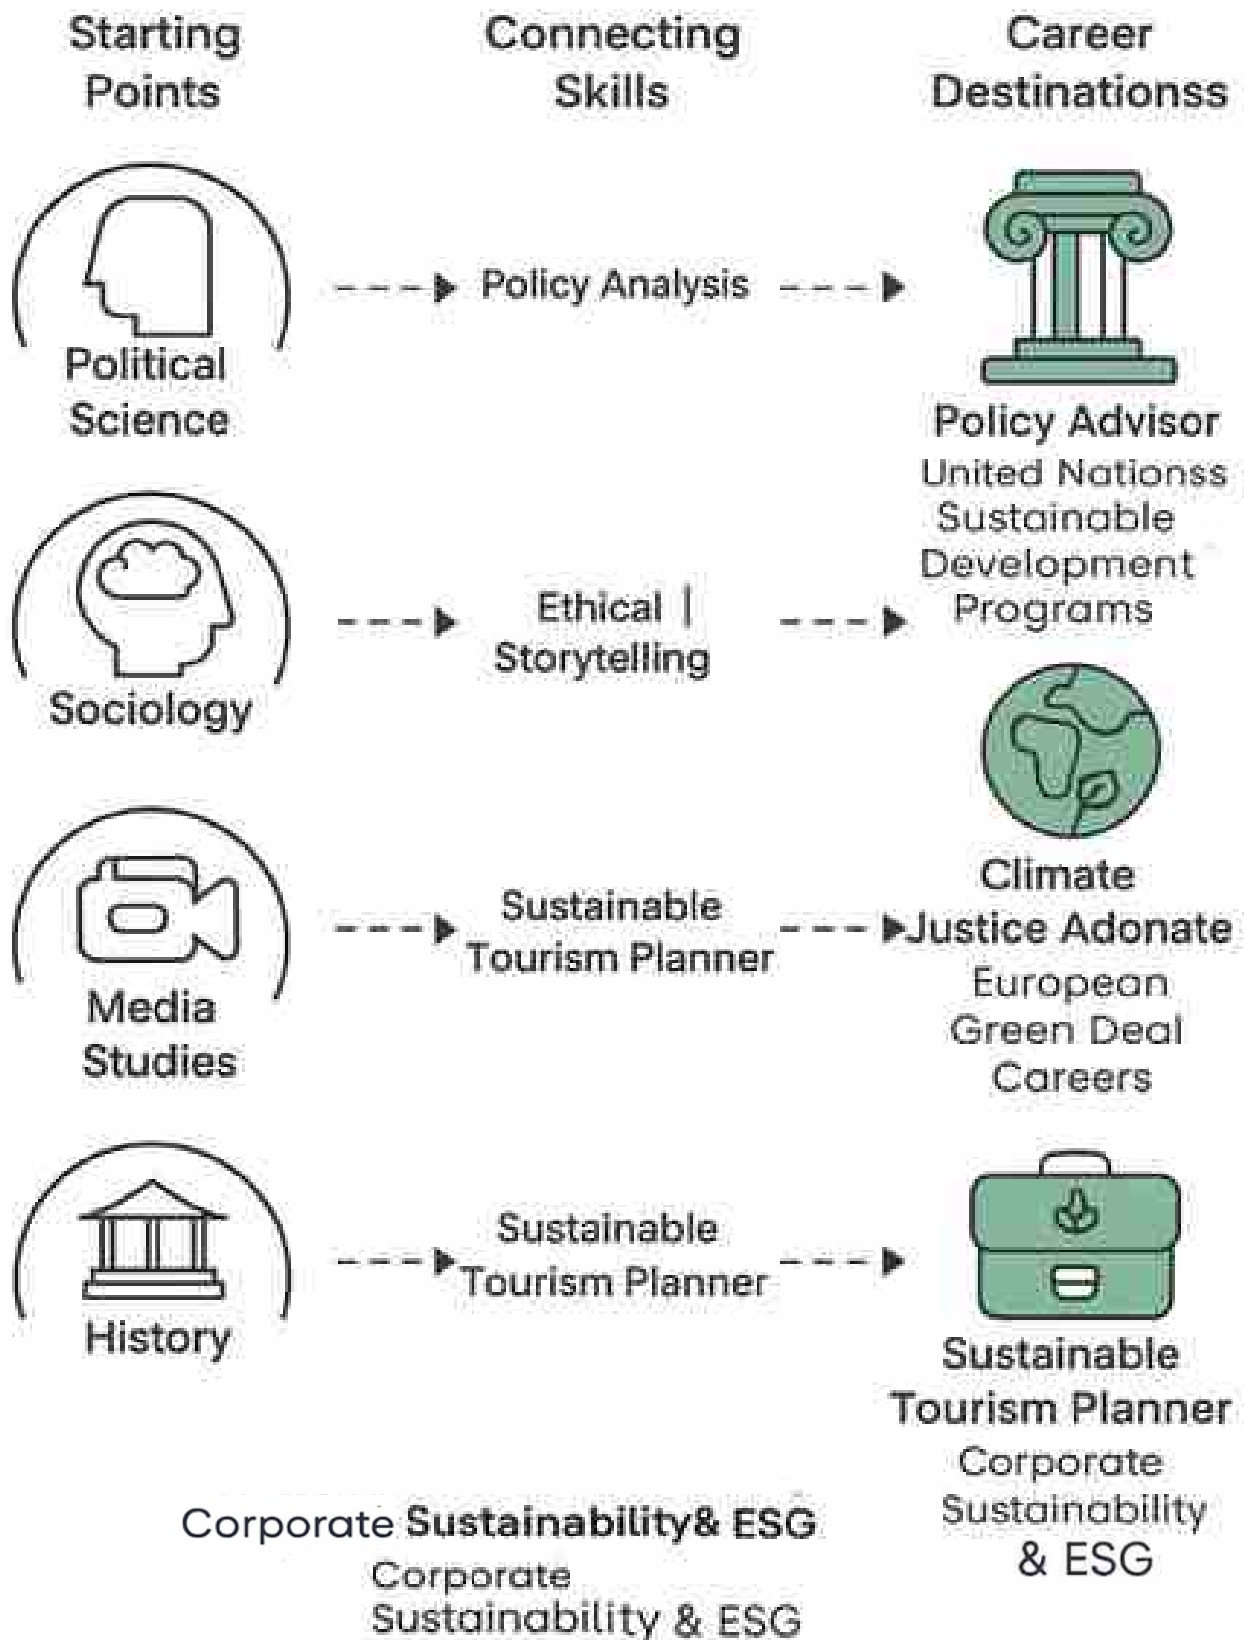 Starting
Points
Connecting
Skills
Career
Destinationss
Political
Science
Policy Analysis
Policy Advisor
United Nationss
Sustainable
Development
Programs
Sociology
Ethical |
Storytelling
Media
Studies
Sustainable
Tourism Planner
Climate
Justice Adonate
European
Green Deal
Careers
History
Sustainable
Tourism Planner
Sustainable
Tourism Planner
Corporate
Sustainability
& ESG
Corporate Sustainability& ESG
Corporate
Sustainability & ESG